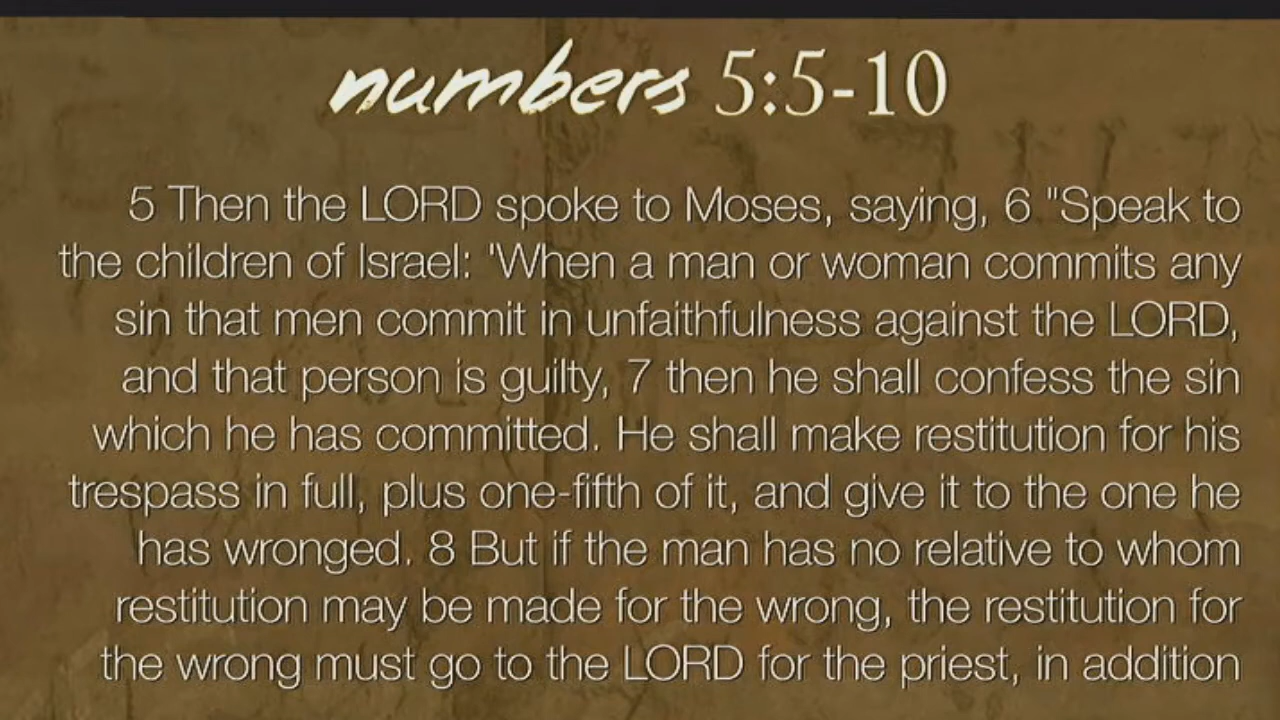 numbers 5:5-10
5 Then the LORD spoke to Moses, saying, 6 "Speak to
the children of Israel: 'When a man or woman commits any
sin that men commit in unfaithfulness against the LORD,
and that person is guilty, 7 then he shall confess the sin
which he has committed. He shall make restitution for his
trespass in full, plus one-fifth of it, and give it to the one he
has wronged. 8 But if the man has no relative to whom
restitution may be made for the wrong, the restitution for
the wrong must go to the LORD for the priest, in addition